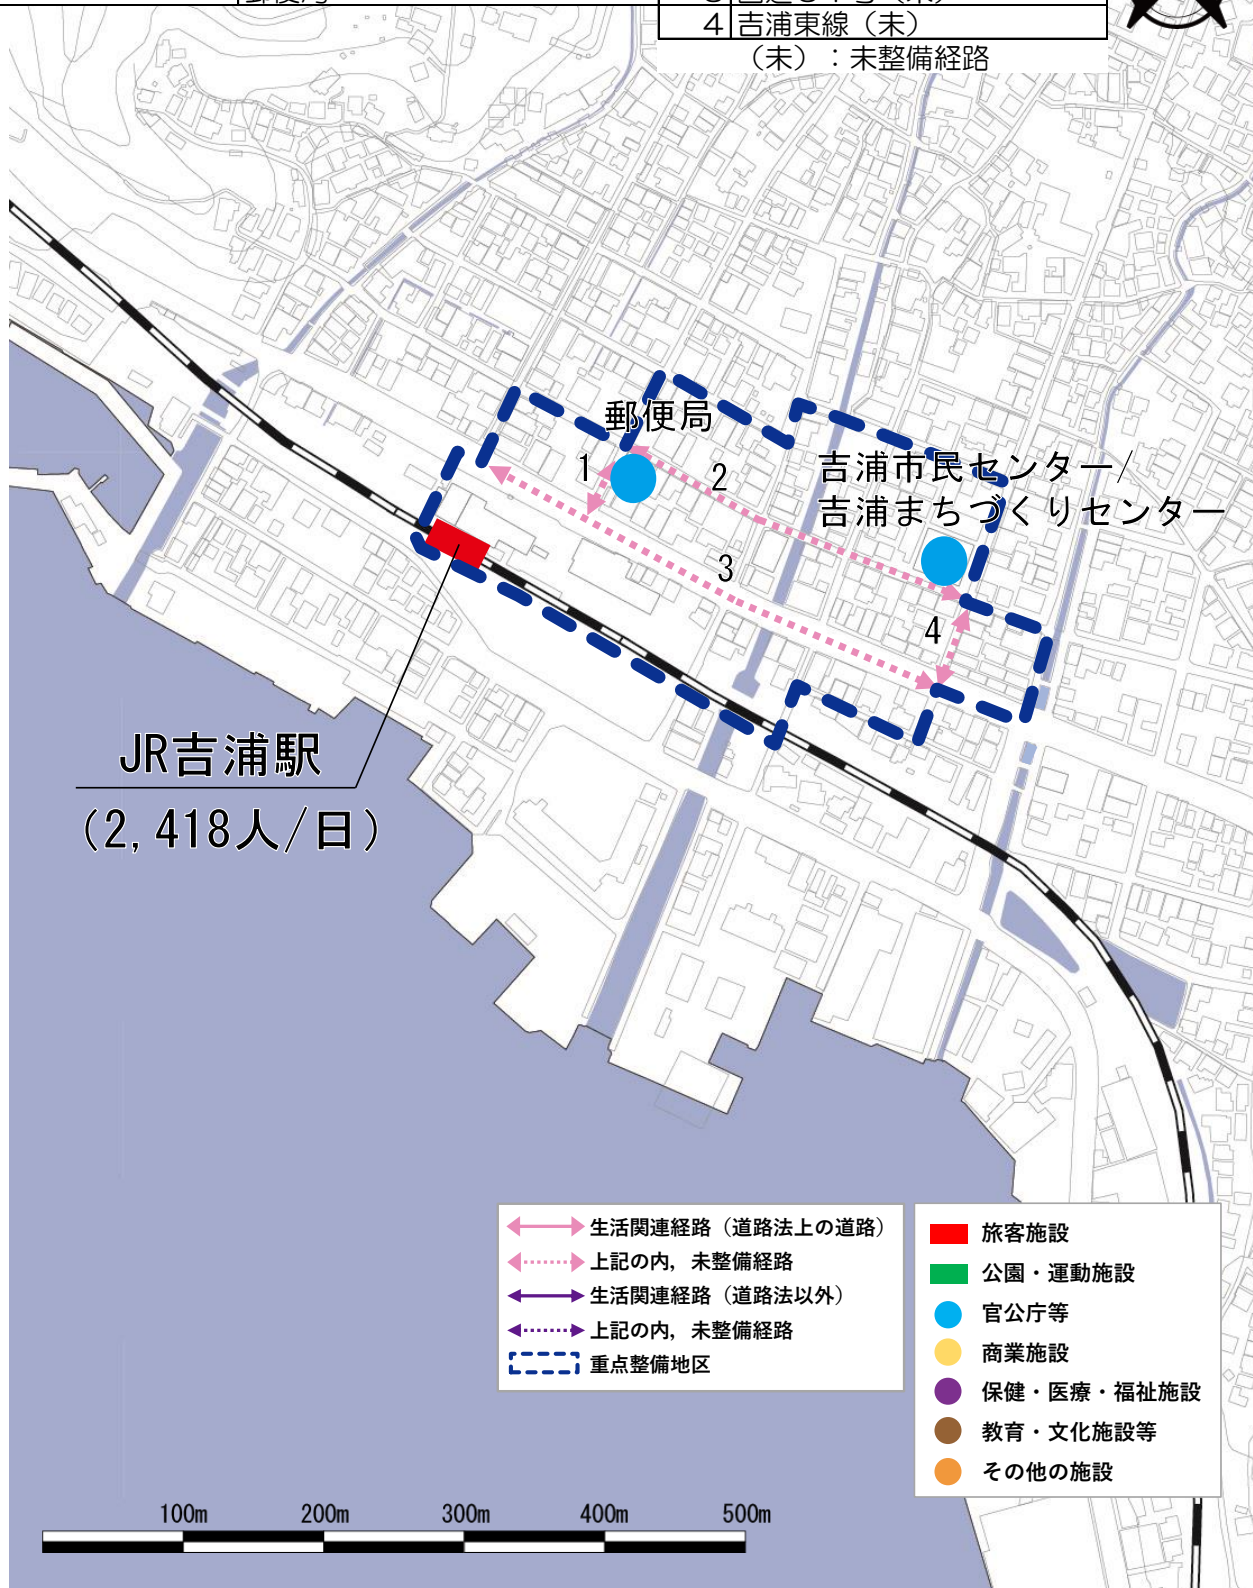 郵便局
4 吉浦東線（未）
（未）：未整備経路
郵便局
1
2
吉浦市民センター/
吉浦まちづくりセンター
3
4
JR吉浦駅
(2,418人/日)
生活関連経路（道路法上の道路）
上記の内，未整備経路
生活関連経路（道路法以外）
上記の内，未整備経路
重点整備地区
旅客施設
公園・運動施設
官公庁等
商業施設
保健・医療・福祉施設
教育・文化施設等
その他の施設
100m 200m 300m 400m 500m